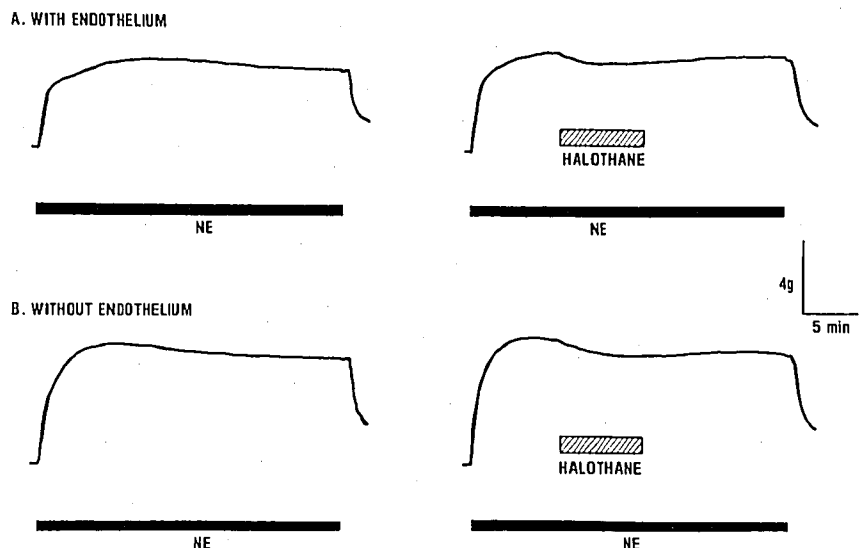 A. WITH ENDOTHELIUM
HALOTHANE
NE
NE
4g
5 min
B. WITHOUT ENDOTHELIUM
HALOTHANE
NE
NE